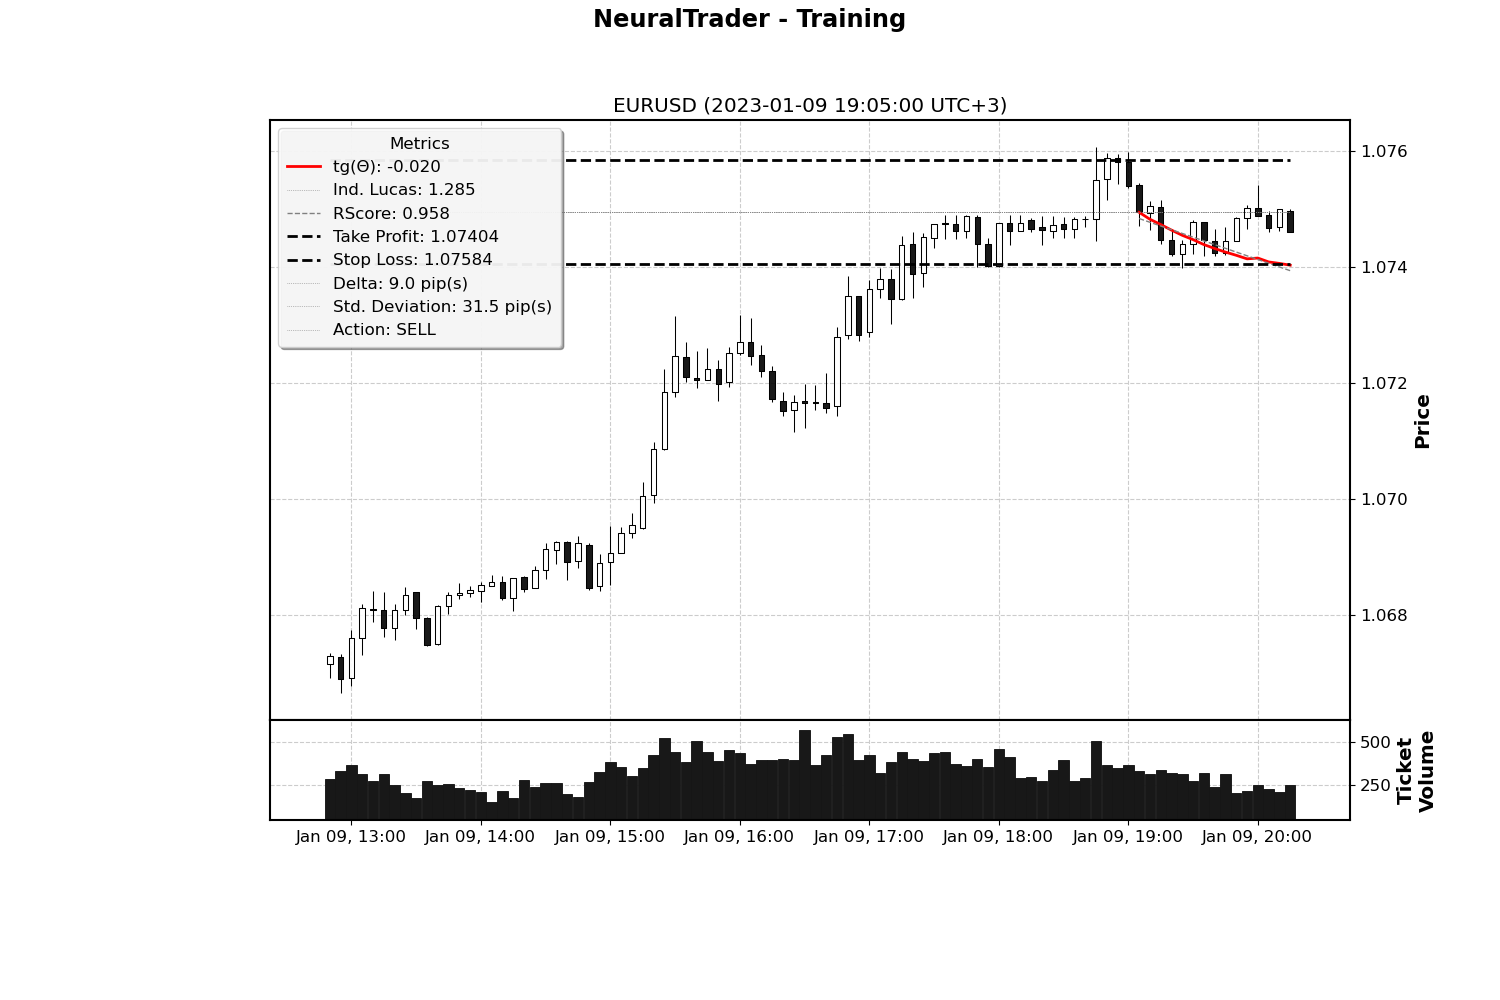 NeuralTrader - Training
EURUSD (2023-01-09 19:05:00 UTC+3)
Metrics
tg(Θ): -0.020
Ind. Lucas: 1.285
RScore: 0.958
Take Profit: 1.07404
Stop Loss: 1.07584
Delta: 9.0 pip(s)
Std. Deviation: 31.5 pip(s)
Action: SELL
1.076
1.074
1.072
1.070
1.068
Price
500
250
Ticket
Volume
Jan 09, 13:00
Jan 09, 14:00
Jan 09, 15:00
Jan 09, 16:00
Jan 09, 17:00
Jan 09, 18:00
Jan 09, 19:00
Jan 09, 20:00